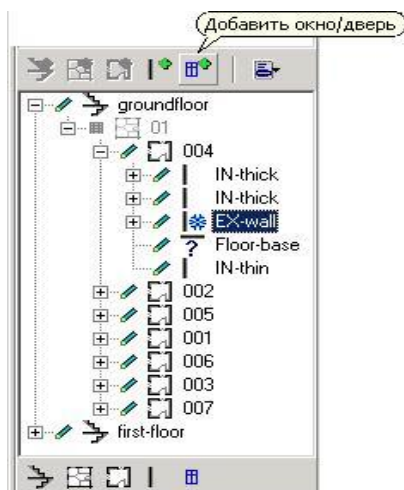 Добавить окно/дверь
groundfloor
01
004
IN-thick
IN-thick
EX-wall
Floor-base
IN-thin
002
005
001
006
003
007
first-floor